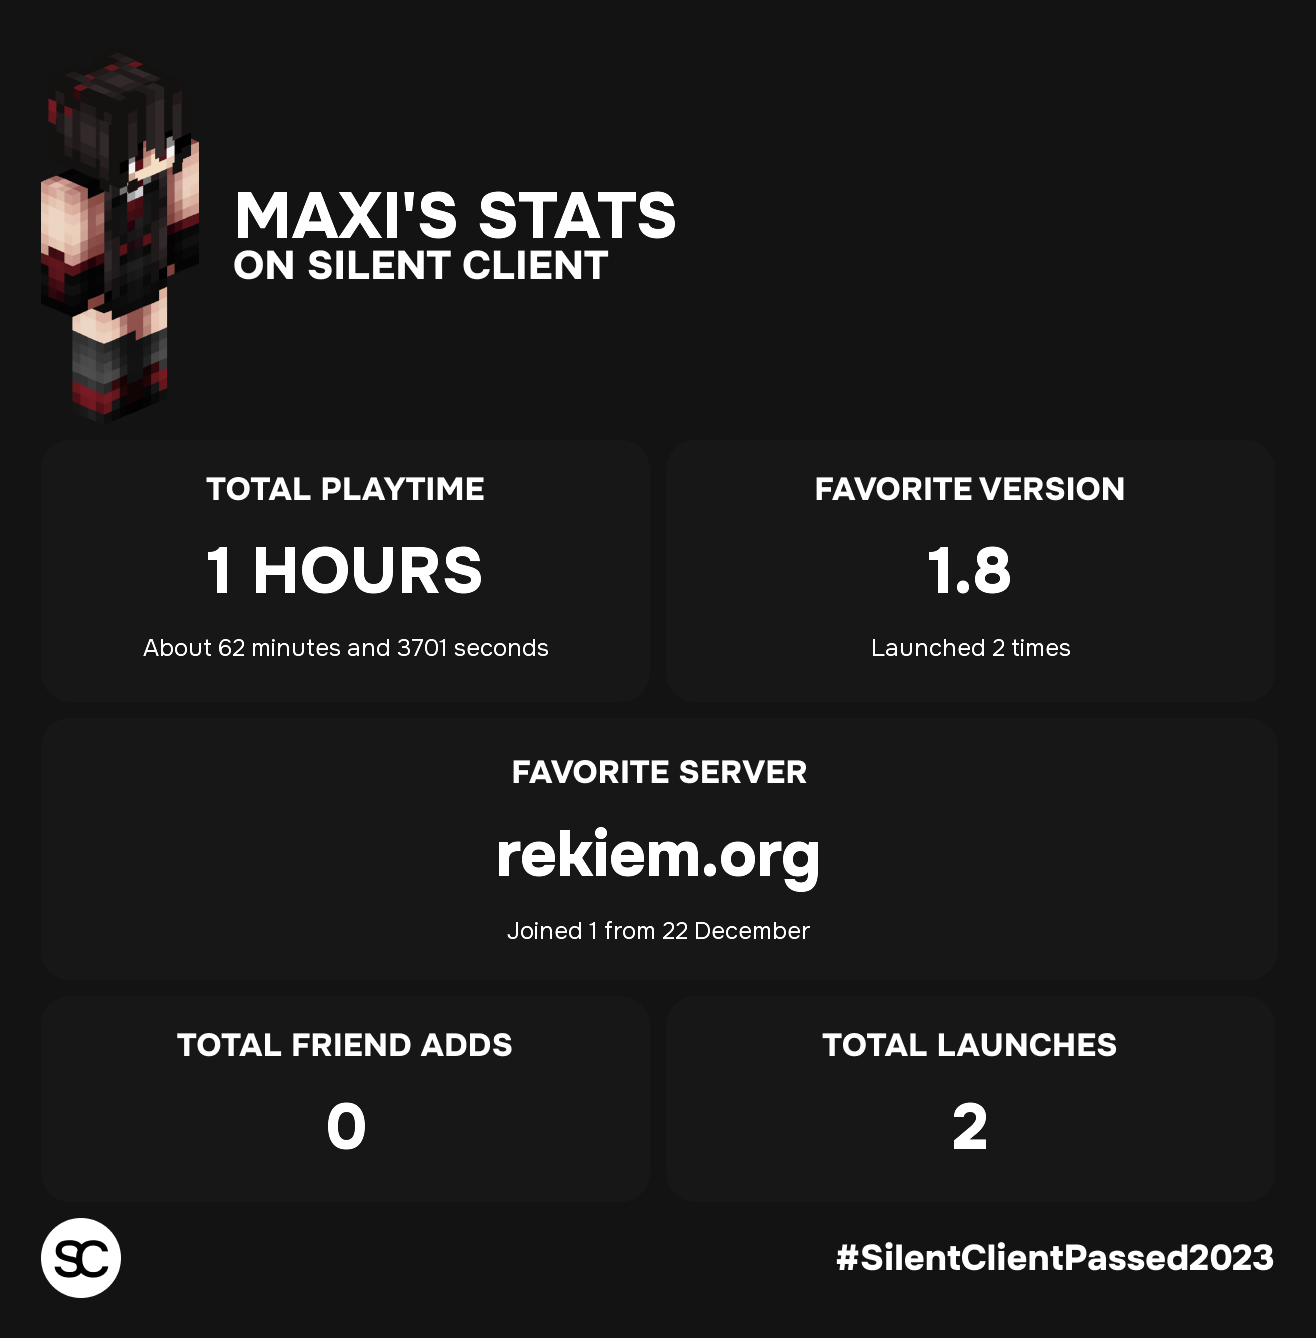 MAXI'S STATS
ON SILENT CLIENT
TOTAL PLAYTIME
1 HOURS
About 62 minutes and 3701 seconds
FAVORITE VERSION
1.8
Launched 2 times
FAVORITE SERVER
rekiem.org
Joined 1 from 22 December
TOTAL FRIEND ADDS
0
TOTAL LAUNCHES
2
SC
#SilentClientPassed2023